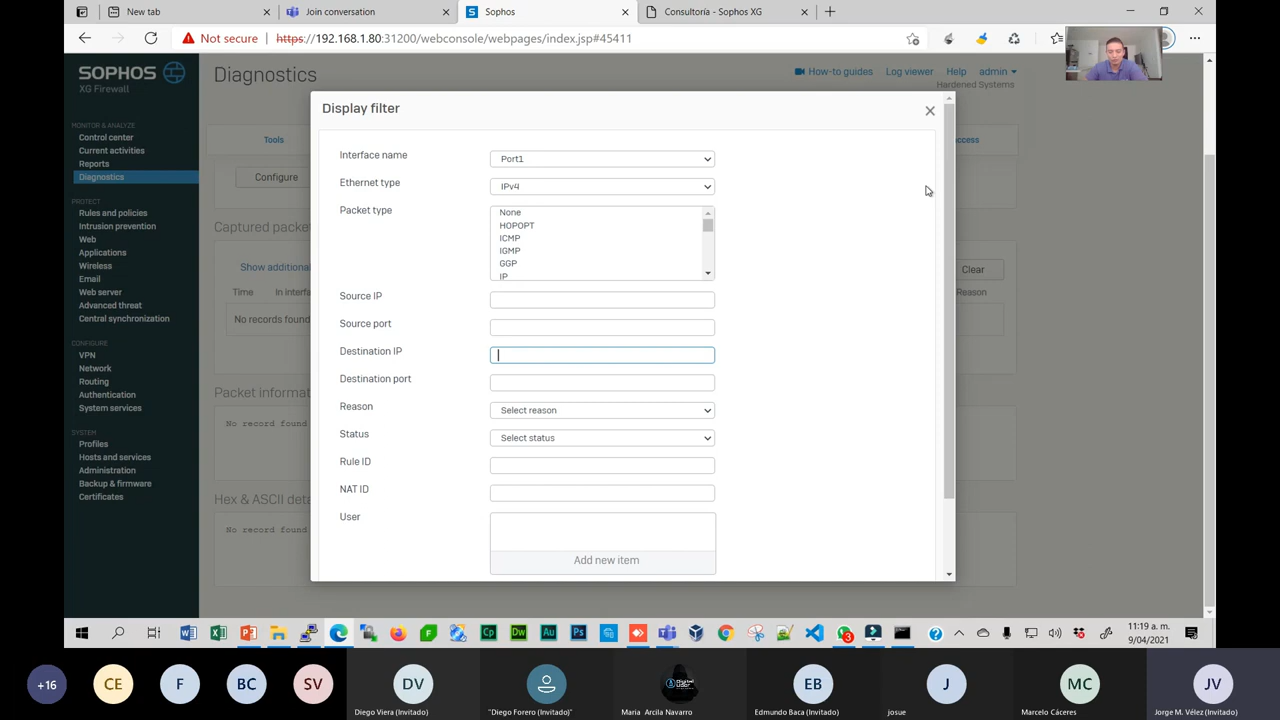 New tab
Join conversation
Sophos
Consultoría - Sophos XG
Not secure
https://192.168.1.80:31200/webconsole/webpages/index.jsp#45411
SOPHOS
XG Firewall
Diagnostics
How-to guides
Log viewer
Help
admin
Hardened Systems
MONITOR & ANALYZE
Control center
Current activities
Reports
Diagnostics
PROTECT
Rules and policies
Intrusion prevention
Web
Applications
Wireless
Email
Web server
Advanced threat
Central synchronization
CONFIGURE
VPN
Network
Routing
Authentication
System services
SYSTEM
Profiles
Hosts and services
Administration
Backup & firmware
Certificates
Tools
access
Configure
Captured packe
Show additional
Clear
Time
In interfa
Reason
No records found
Packet informat
No record found
Hex & ASCII deta
No record found
Display filter
Interface name
Port1
Ethernet type
IPv4
Packet type
None
HOPOPT
ICMP
IGMP
GGP
IP
Source IP
Source port
Destination IP
Destination port
Reason
Select reason
Status
Select status
Rule ID
NAT ID
User
Add new item
3
11:19 a. m.
9/04/2021
+16
CE
F
BC
SV
DV
Diego Viera (Invitado)
"Diego Forero (Invitado)"
Maria Arcila Navarro
EB
Edmundo Baca (Invitado)
J
josue
MC
Marcelo Cáceres
JV
Jorge M. Vélez (Invitado)